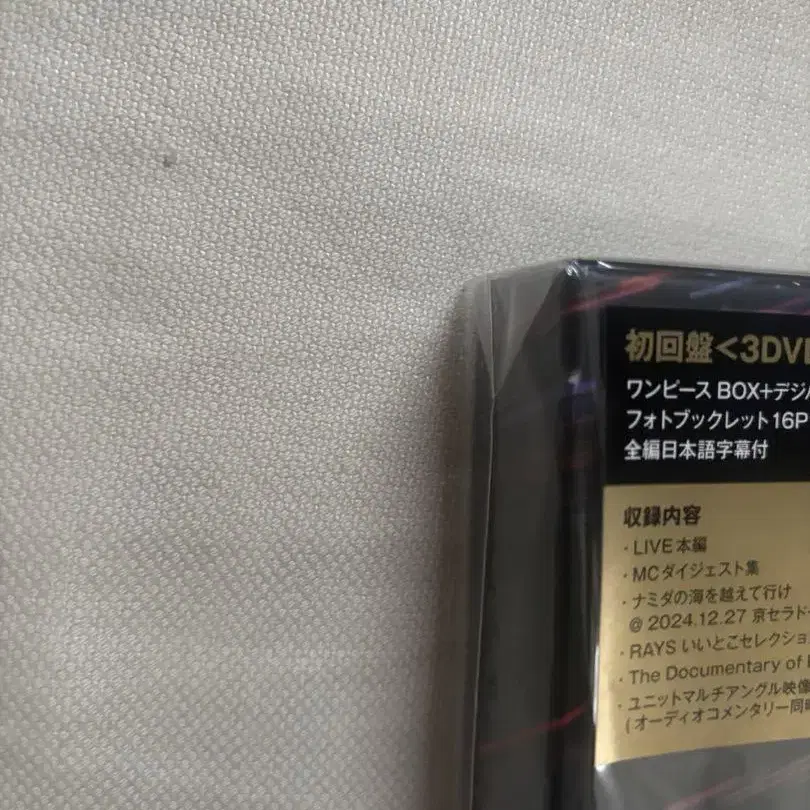 初回盤<3DV
ワンピース BOX+デジ
フォトブックレット16P
全編日本語字幕付
収録内容
・LIVE本編
・MCダイジェスト集
・ナミダの海を越えて行け
@ 2024.12.27 京セラド
・RAYS いいとこセレクショ
・The Documentary of
・ユニットマルチアングル映像
(オーディオコメンタリー同